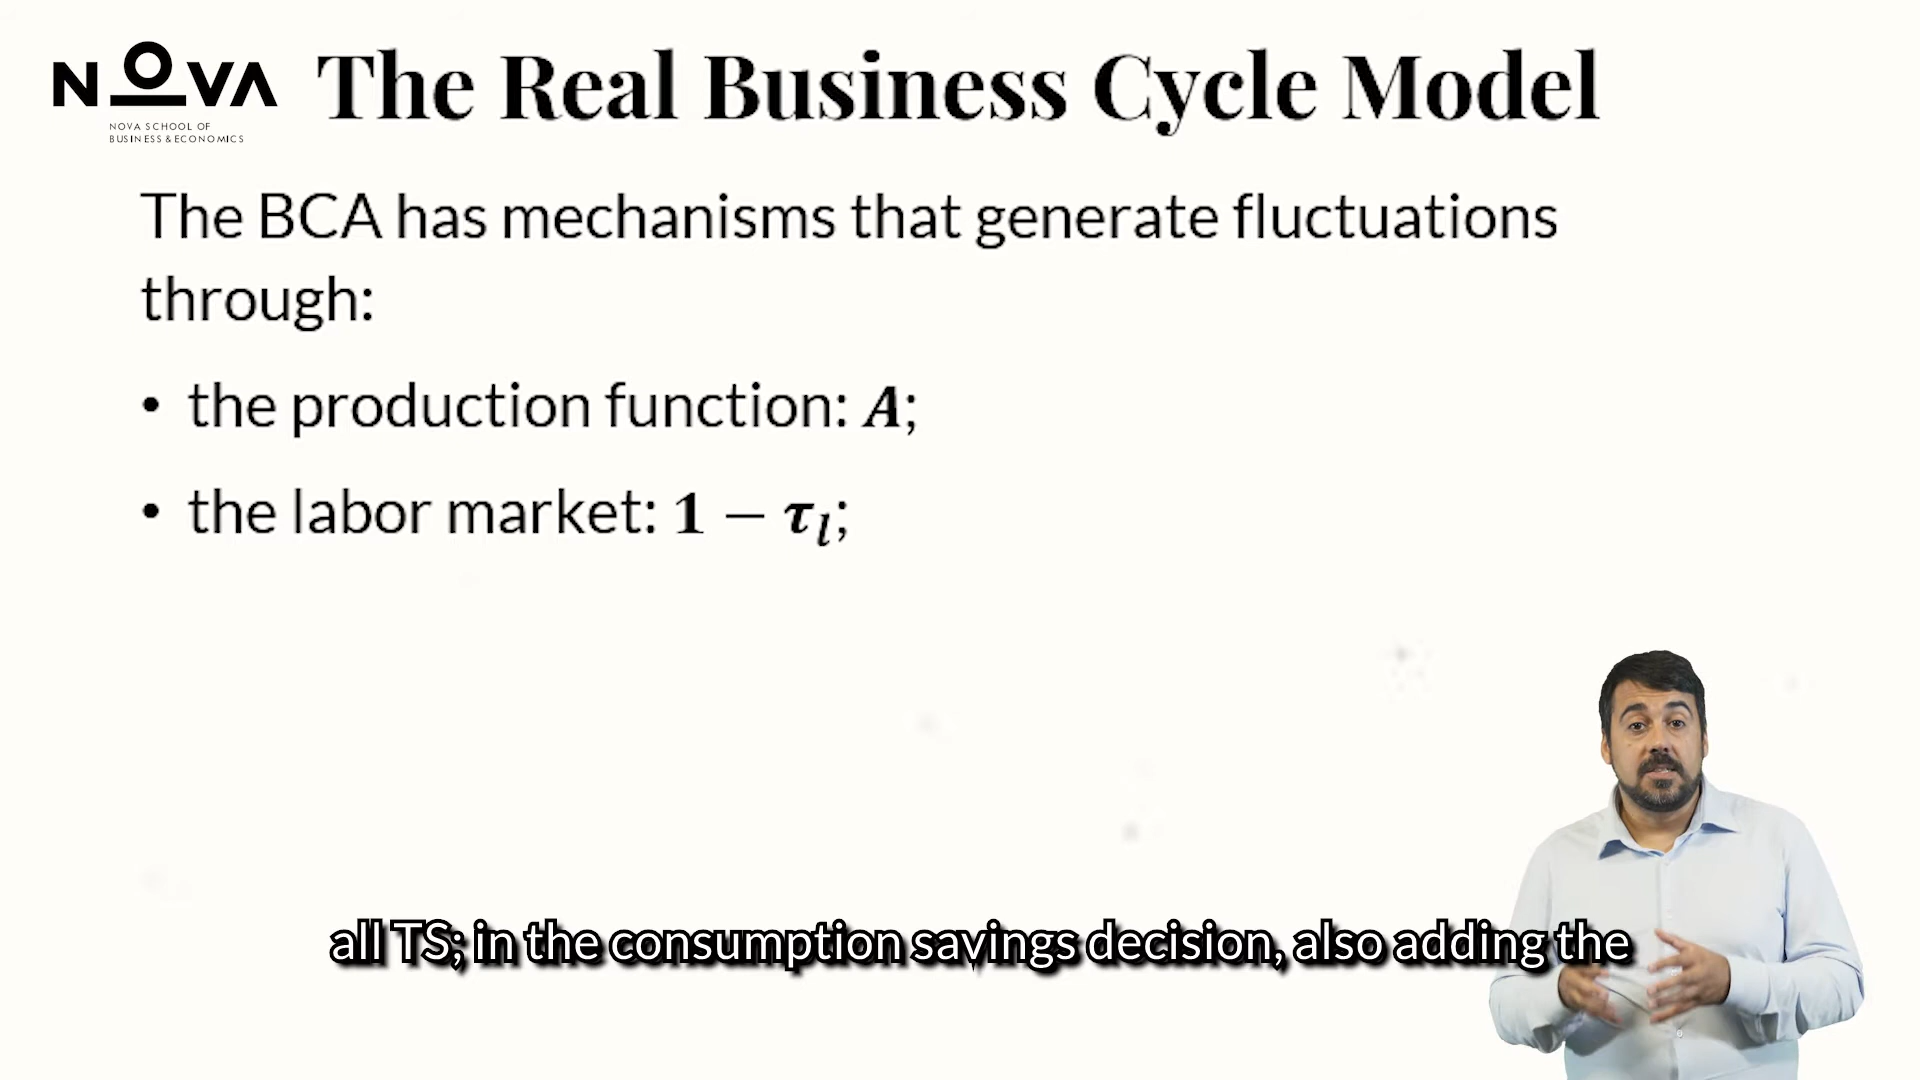 NOVA
NOVA SCHOOL OF
BUSINESS & ECONOMICS
The Real Business Cycle Model
The BCA has mechanisms that generate fluctuations
through:
• the production function: A;
• the labor market: 1 − τₗ;
all TS; in the consumption savings decision, also adding the